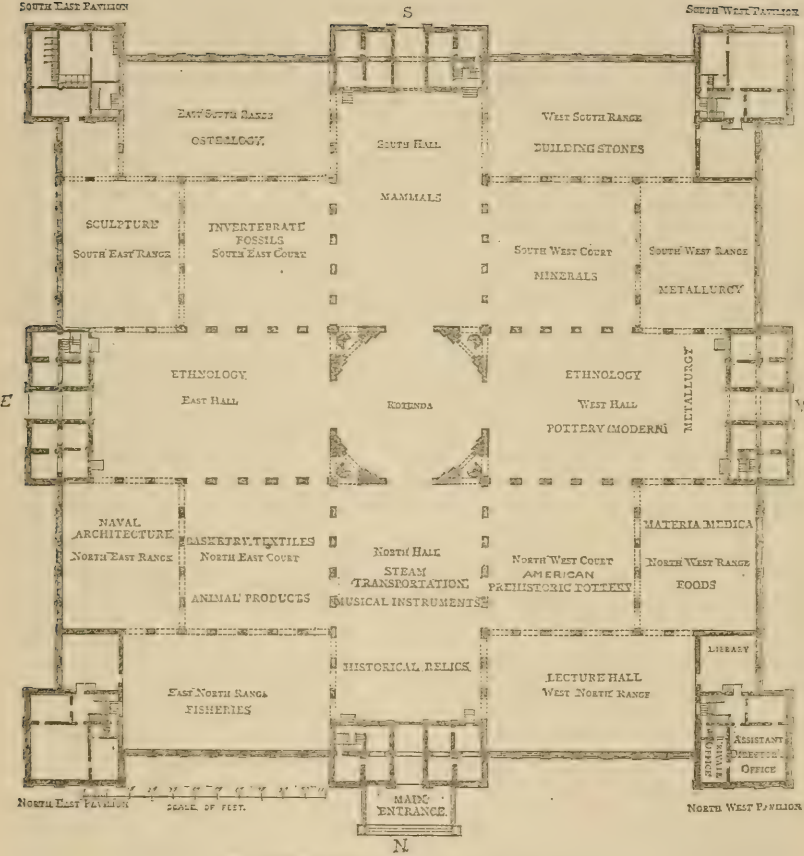 SOUTH EAST PAVILION
S
SOUTH WEST PAVILION
EAST SOUTH RANGE
OSTEOLOGY
SOUTH HALL
MAMMALS
WEST SOUTH RANGE
BUILDING STONES
SCULPTURE
SOUTH EAST RANGE
INVERTEBRATE
FOSSILS
SOUTH EAST COURT
SOUTH WEST COURT
MINERALS
SOUTH WEST RANGE
METALLURGY
E
ETHNOLOGY
EAST HALL
ROTUNDA
ETHNOLOGY
WEST HALL
POTTERY (MODERN)
METALLURGY
NAVAL
ARCHITECTURE
NORTH EAST RANGE
BASKETRY, TEXTILES
NORTH EAST COURT
ANIMAL PRODUCTS
NORTH HALL
STEAM
TRANSPORTATION
MUSICAL INSTRUMENTS
NORTH WEST COURT
AMERICAN
PREHISTORIC POTTERY
MATERIA MEDICA
NORTH WEST RANGE
FOODS
EAST NORTH RANGE
FISHERIES
HISTORICAL RELICS
LECTURE HALL
WEST NORTH RANGE
LIBRARY
PRIVATE
OFFICE
ASSISTANT
DIRECTOR'S
OFFICE
NORTH EAST PAVILION
SCALE OF FEET.
MAIN
ENTRANCE
NORTH WEST PAVILION
N